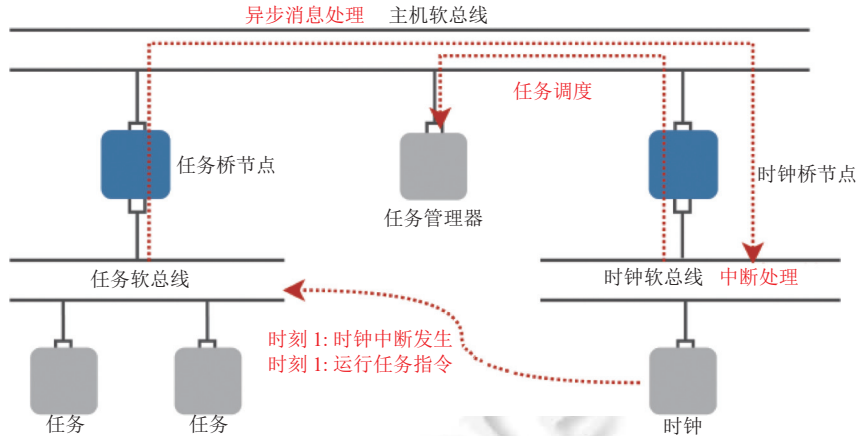 异步消息处理 主机软总线
任务调度
任务桥节点
任务管理器
时钟桥节点
任务软总线
时钟软总线 中断处理
时刻 1: 时钟中断发生
时刻 1: 运行任务指令
任务 任务 时钟